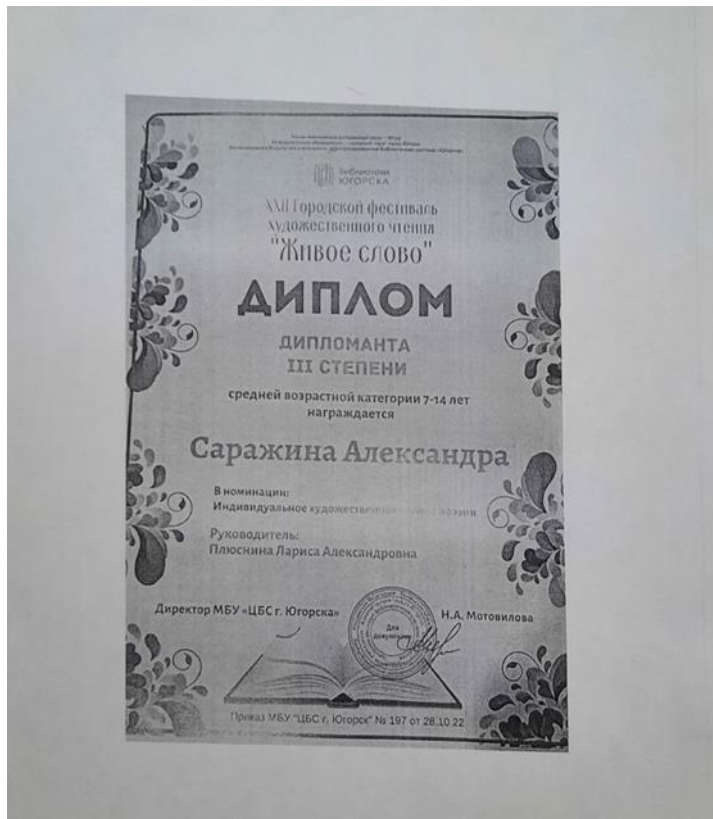 Библиотека
ЮГОРСКА
XXII Городской фестиваль
художественного чтения
"Живое слово"
ДИПЛОМ
ДИПЛОМАНТА
III СТЕПЕНИ
средней возрастной категории 7-14 лет
награждается
Саражина Александра
В номинации:
Индивидуальное художественное
Руководитель:
Плюснина Лариса Александровна
Директор МБУ «ЦБС г. Югорска»
Н.А. Мотовилова
Для
документов
Приказ МБУ "ЦБС г. Югорск" № 197 от 28.10.22